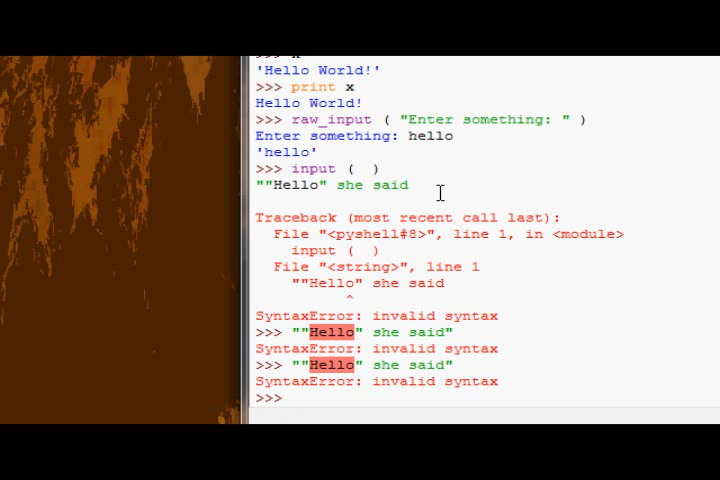 >>> x
'Hello World!'
>>> print x
Hello World!
>>> raw_input ( "Enter something: " )
Enter something: hello
'hello'
>>> input (  )
""Hello" she said
Traceback (most recent call last):
  File "<pyshell#8>", line 1, in <module>
    input (  )
  File "<string>", line 1
    ""Hello" she said
          ^
SyntaxError: invalid syntax
>>> ""Hello" she said"
SyntaxError: invalid syntax
>>> ""Hello" she said"
SyntaxError: invalid syntax
>>>